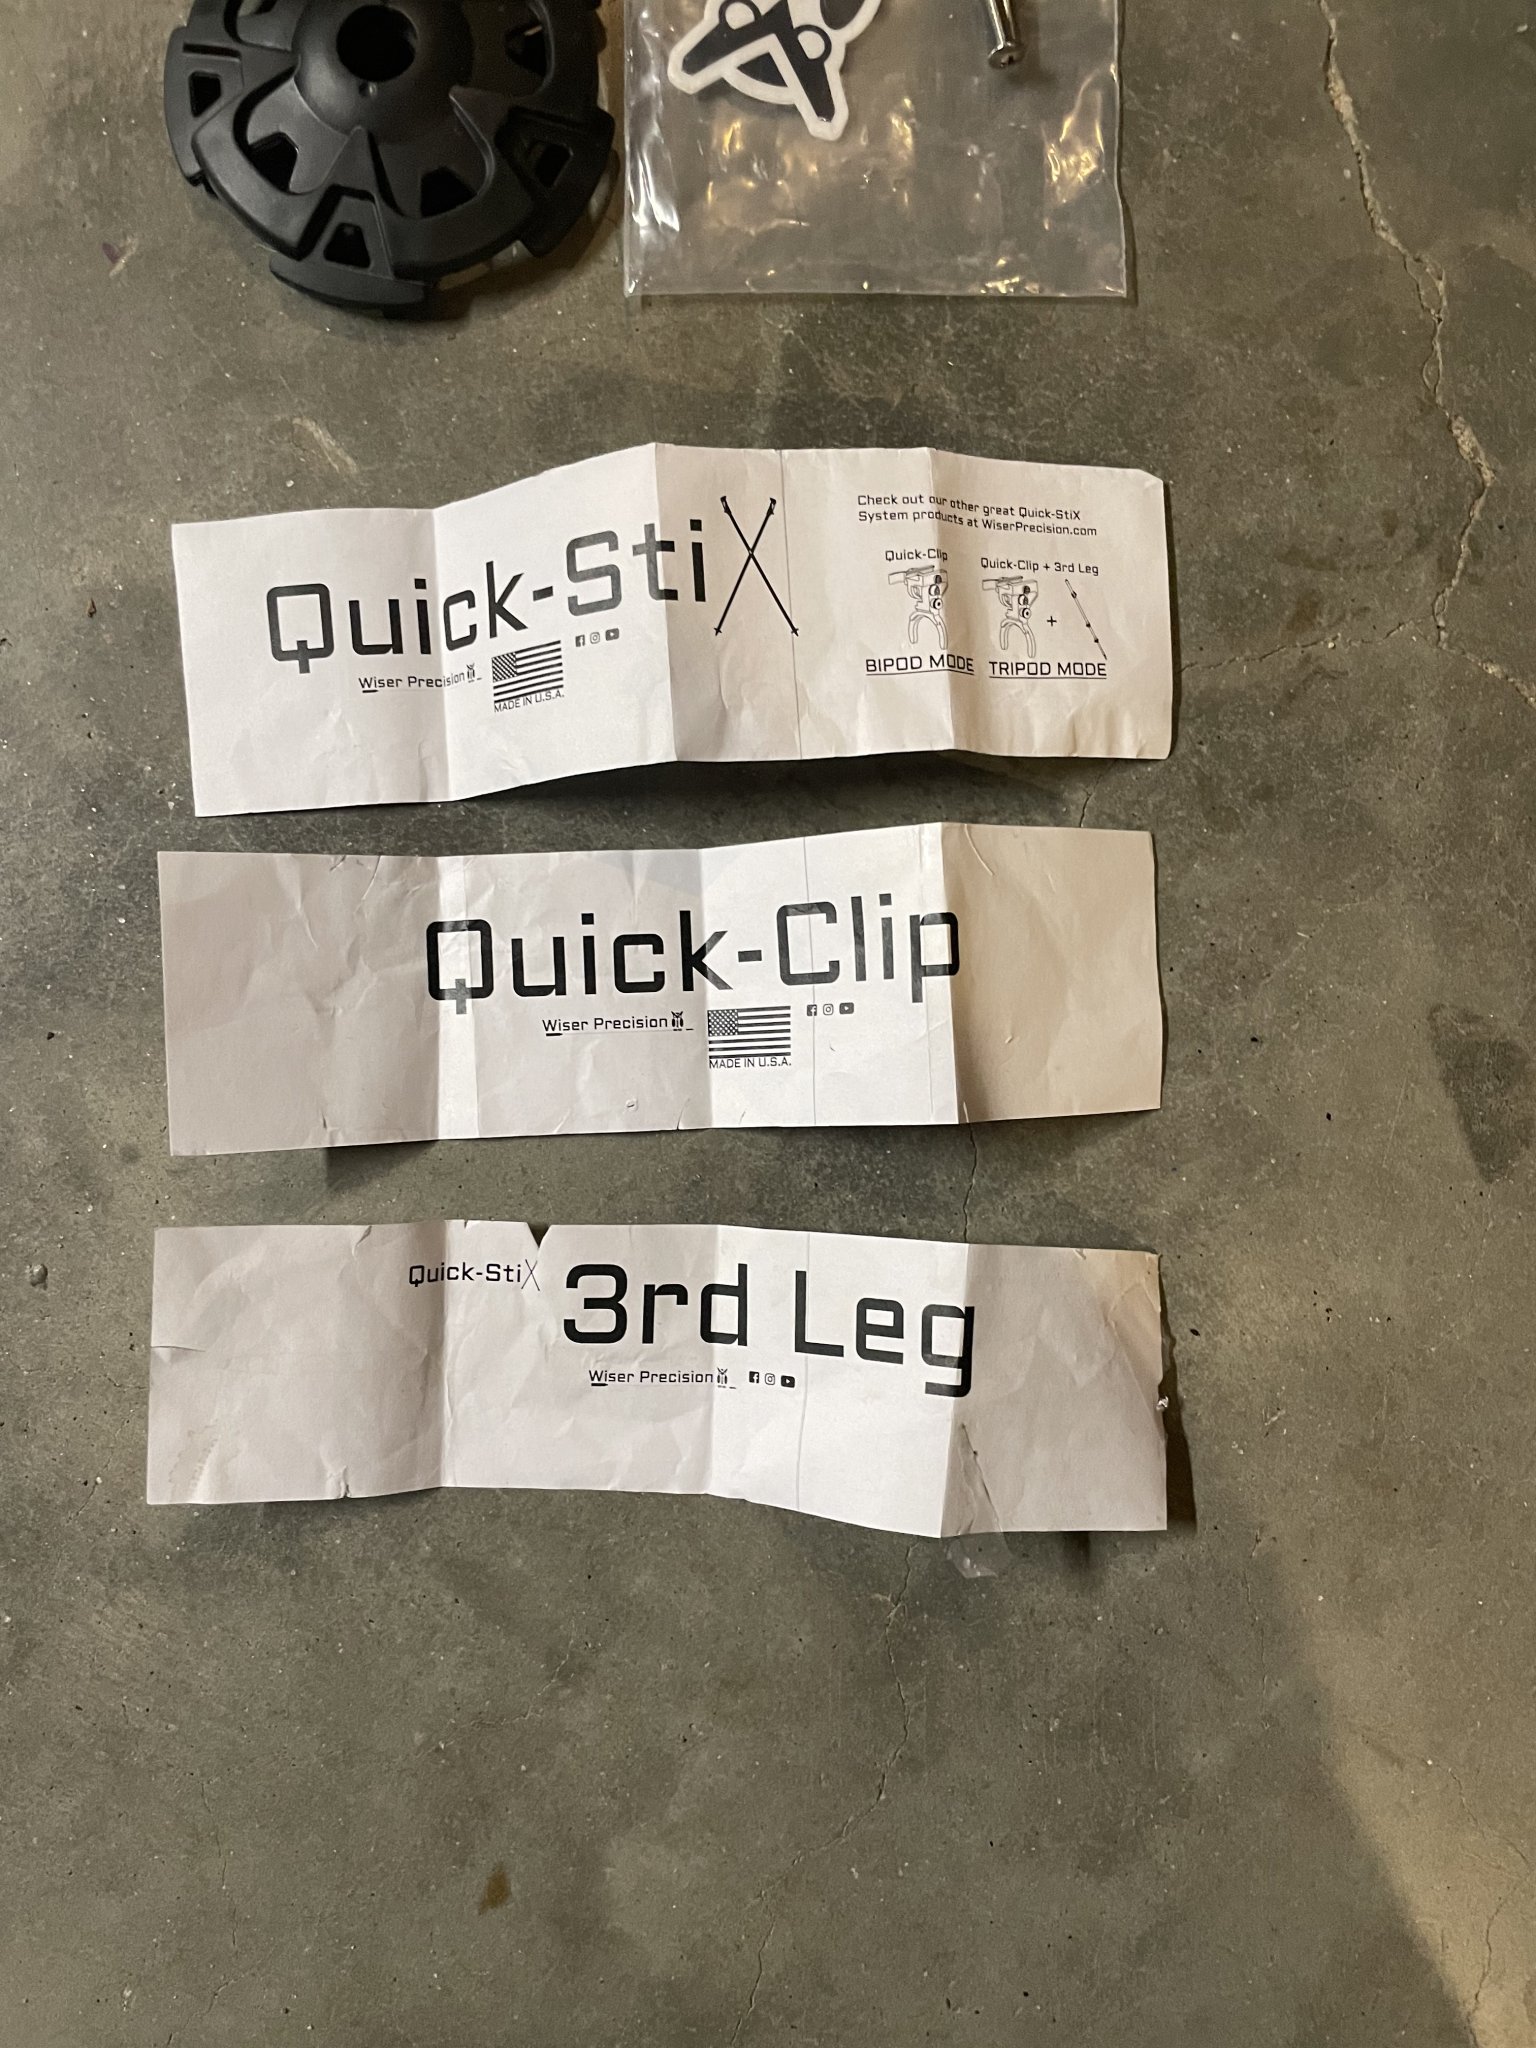 Quick-StiX
Wiser Precision
MADE IN U.S.A.
Check out our other great Quick-StiX
System products at WiserPrecision.com
Quick-Clip
BIPOD MODE
Quick-Clip + 3rd Leg
+
TRIPOD MODE
Quick-Clip
Wiser Precision
MADE IN U.S.A.
Quick-StiX
3rd Leg
Wiser Precision